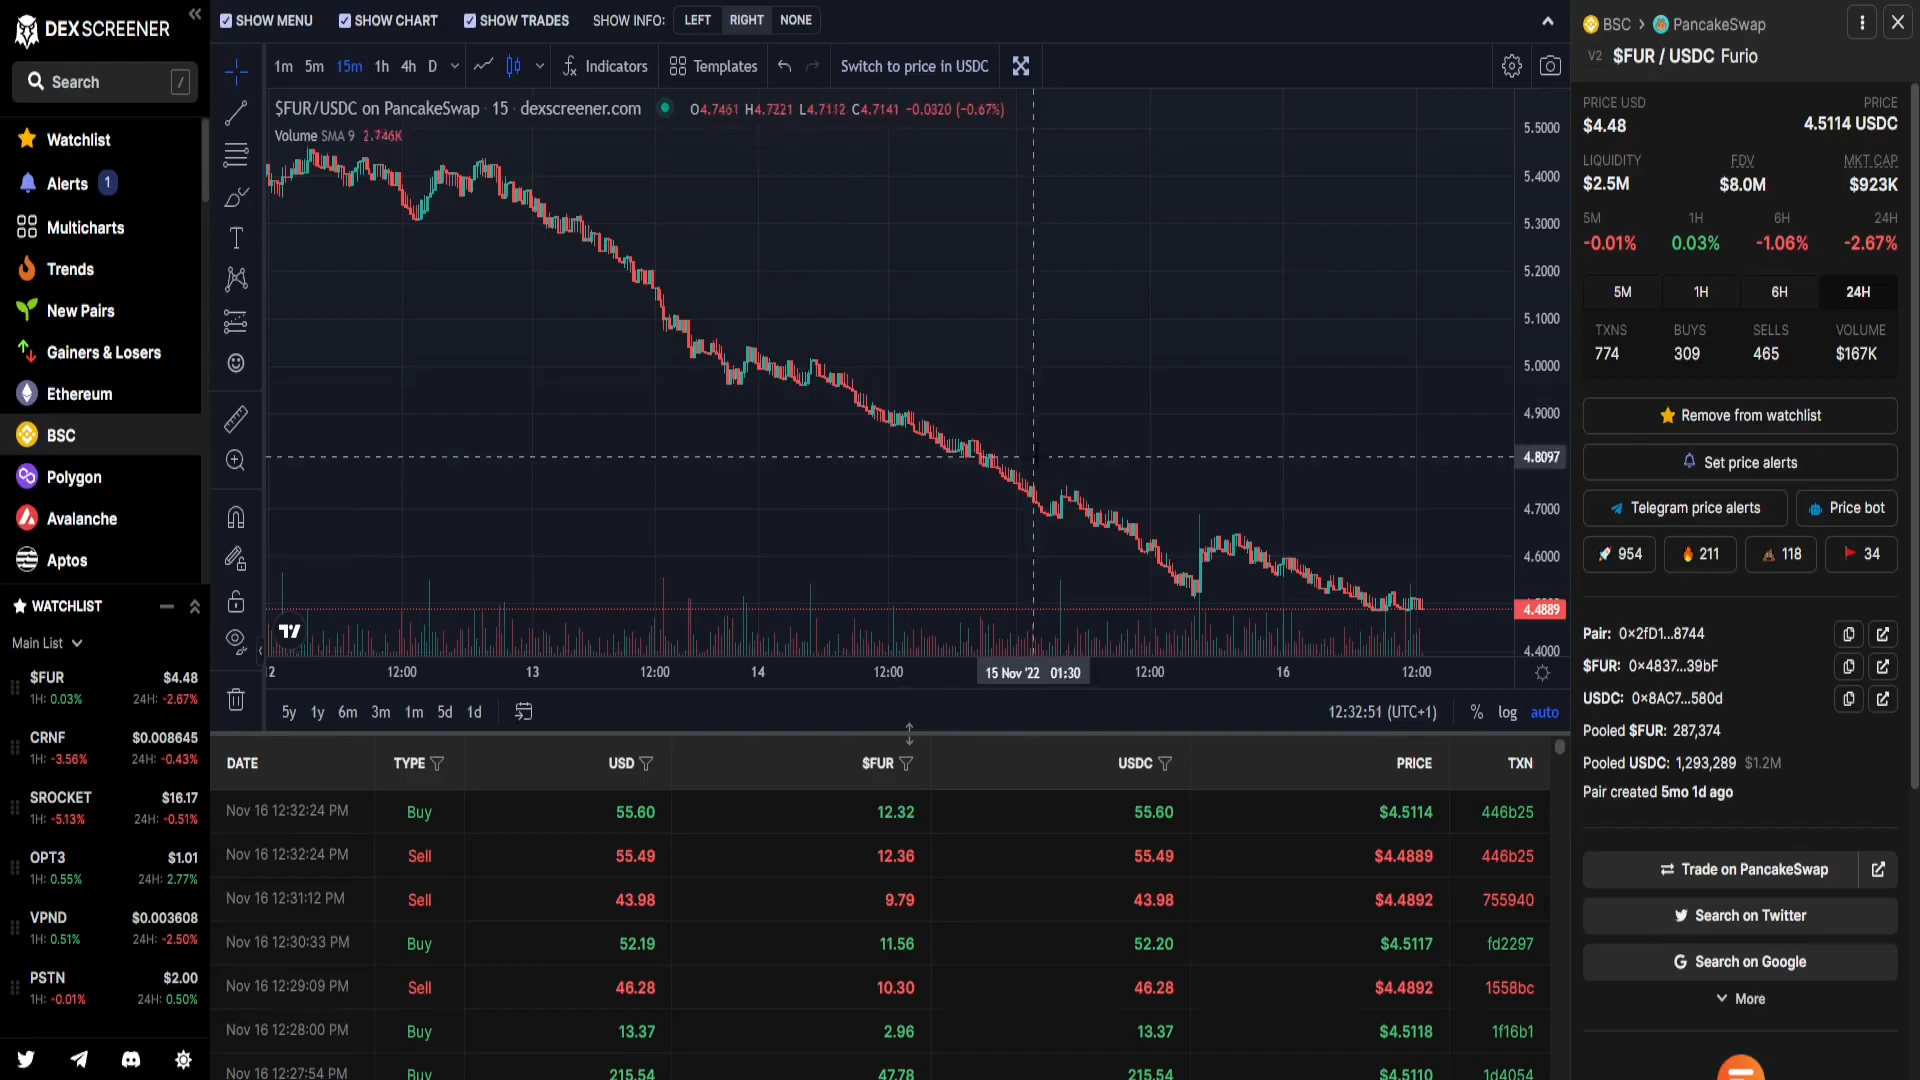 DEX SCREENER
Search /
Watchlist
Alerts 1
Multicharts
Trends
New Pairs
Gainers & Losers
Ethereum
BSC
Polygon
Avalanche
Aptos
WATCHLIST
Main List
$FUR $4.48
1H: 0.03% 24H: -2.67%
CRNF $0.008645
1H: -3.56% 24H: -0.43%
SROCKET $16.17
1H: -5.13% 24H: -0.51%
OPT3 $1.01
1H: 0.55% 24H: 2.77%
VPND $0.003608
1H: 0.51% 24H: -2.50%
PSTN $2.00
1H: -0.01% 24H: 0.50%
SHOW MENU SHOW CHART SHOW TRADES SHOW INFO: LEFT RIGHT NONE
1m 5m 15m 1h 4h D Indicators Templates Switch to price in USDC
$FUR/USDC on PancakeSwap · 15 · dexscreener.com O4.7461 H4.7221 L4.7112 C4.7141 -0.0320 (-0.67%)
Volume SMA 9 2.746K
5.5000
5.4000
5.3000
5.2000
5.1000
5.0000
4.9000
4.8097
4.7000
4.6000
4.4889
4.4000
2 12:00 13 12:00 14 12:00 15 Nov '22 01:30 12:00 16 12:00
5y 1y 6m 3m 1m 5d 1d 12:32:51 (UTC+1) % log auto
DATE TYPE USD $FUR USDC PRICE TXN
Nov 16 12:32:24 PM Buy 55.60 12.32 55.60 $4.5114 446b25
Nov 16 12:32:24 PM Sell 55.49 12.36 55.49 $4.4889 446b25
Nov 16 12:31:12 PM Sell 43.98 9.79 43.98 $4.4892 755940
Nov 16 12:30:33 PM Buy 52.19 11.56 52.20 $4.5117 fd2297
Nov 16 12:29:09 PM Sell 46.28 10.30 46.28 $4.4892 1558bc
Nov 16 12:28:00 PM Buy 13.37 2.96 13.37 $4.5118 1f16b1
Nov 16 12:27:54 PM Buy 215.54 47.78 215.54 $4.5110 1d4054
BSC > PancakeSwap
V2 $FUR / USDC Furio
PRICE USD PRICE
$4.48 4.5114 USDC
LIQUIDITY FDV MKT CAP
$2.5M $8.0M $923K
5M 1H 6H 24H
-0.01% 0.03% -1.06% -2.67%
5M 1H 6H 24H
TXNS BUYS SELLS VOLUME
774 309 465 $167K
Remove from watchlist
Set price alerts
Telegram price alerts Price bot
954 211 118 34
Pair: 0×2fD1...8744
$FUR: 0×4837...39bF
USDC: 0×8AC7...580d
Pooled $FUR: 287,374
Pooled USDC: 1,293,289 $1.2M
Pair created 5mo 1d ago
Trade on PancakeSwap
Search on Twitter
Search on Google
More